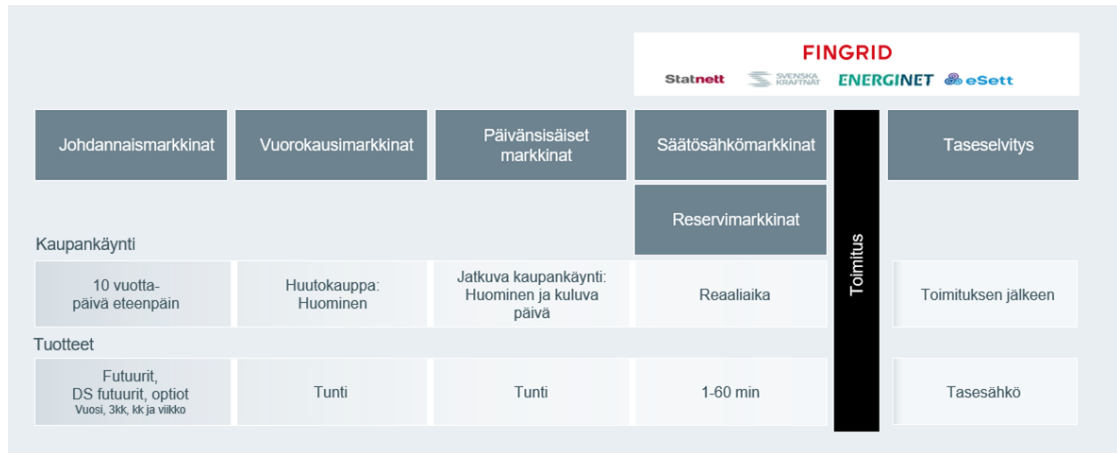 FINGRID
Statnett SVENSKA KRAFTNÄT ENERGINET eSett
Johdannaismarkkinat
Vuorokausimarkkinat
Päivänsisäiset
markkinat
Säätösähkömarkkinat
Taseselvitys
Reservimarkkinat
Toimitus
Kaupankäynti
10 vuotta-
päivä eteenpäin
Huutokauppa:
Huominen
Jatkuva kaupankäynti:
Huominen ja kuluva
päivä
Reaaliaika
Toimituksen jälkeen
Tuotteet
Futuurit,
DS futuurit, optiot
Vuosi, 3kk, kk ja viikko
Tunti
Tunti
1-60 min
Tasesähkö